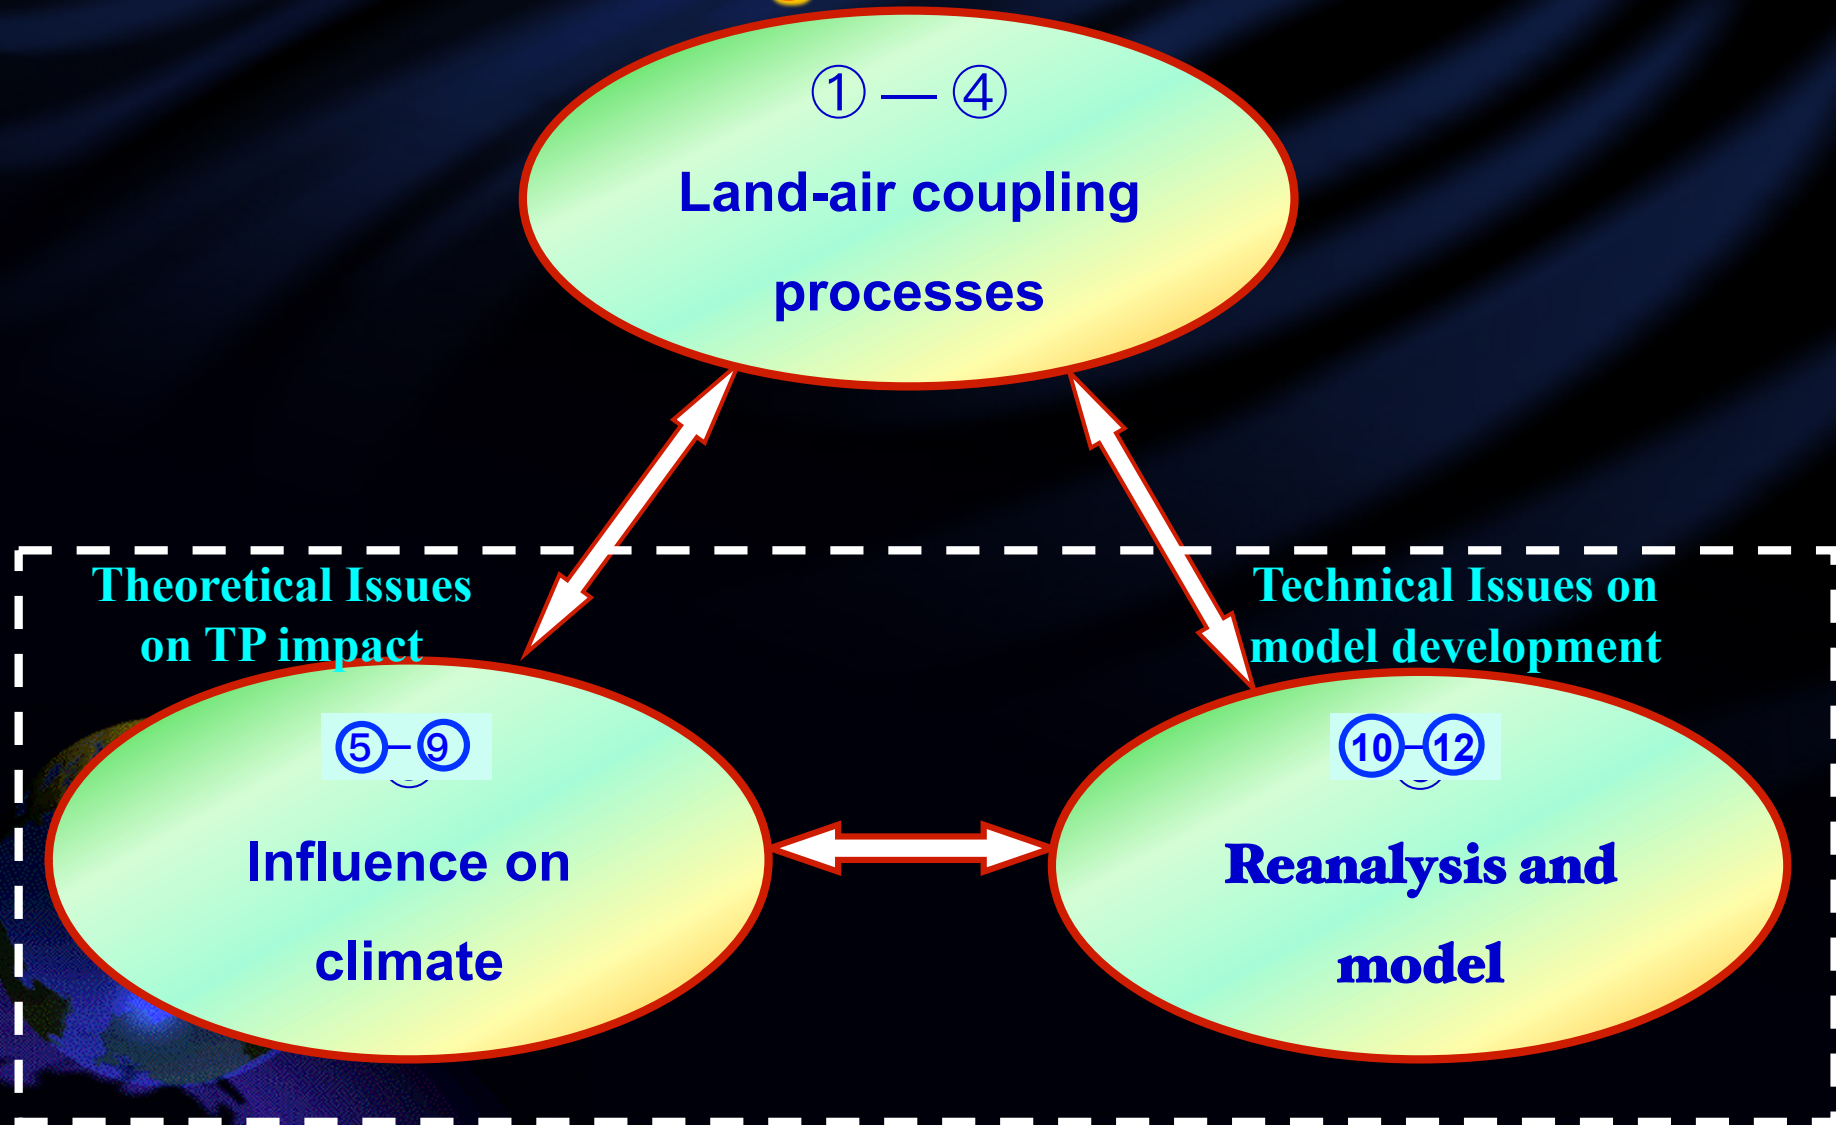 ① — ④
Land-air coupling
processes
Theoretical Issues
on TP impact
Technical Issues on
model development
⑤–⑨
Influence on
climate
⑩–⑫
Reanalysis and
model